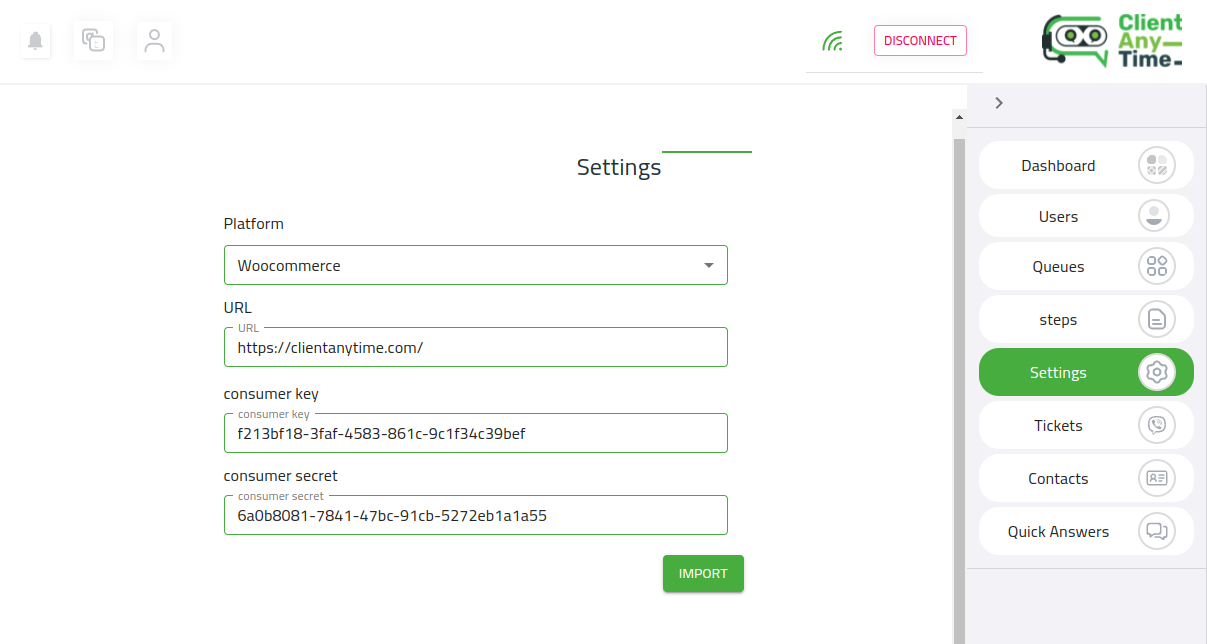 DISCONNECT
Client
Any
Time
Settings
Platform
Woocommerce
URL
URL
https://clientanytime.com/
consumer key
consumer key
f213bf18-3faf-4583-861c-9c1f34c39bef
consumer secret
consumer secret
6a0b8081-7841-47bc-91cb-5272eb1a1a55
IMPORT
Dashboard
Users
Queues
steps
Settings
Tickets
Contacts
Quick Answers